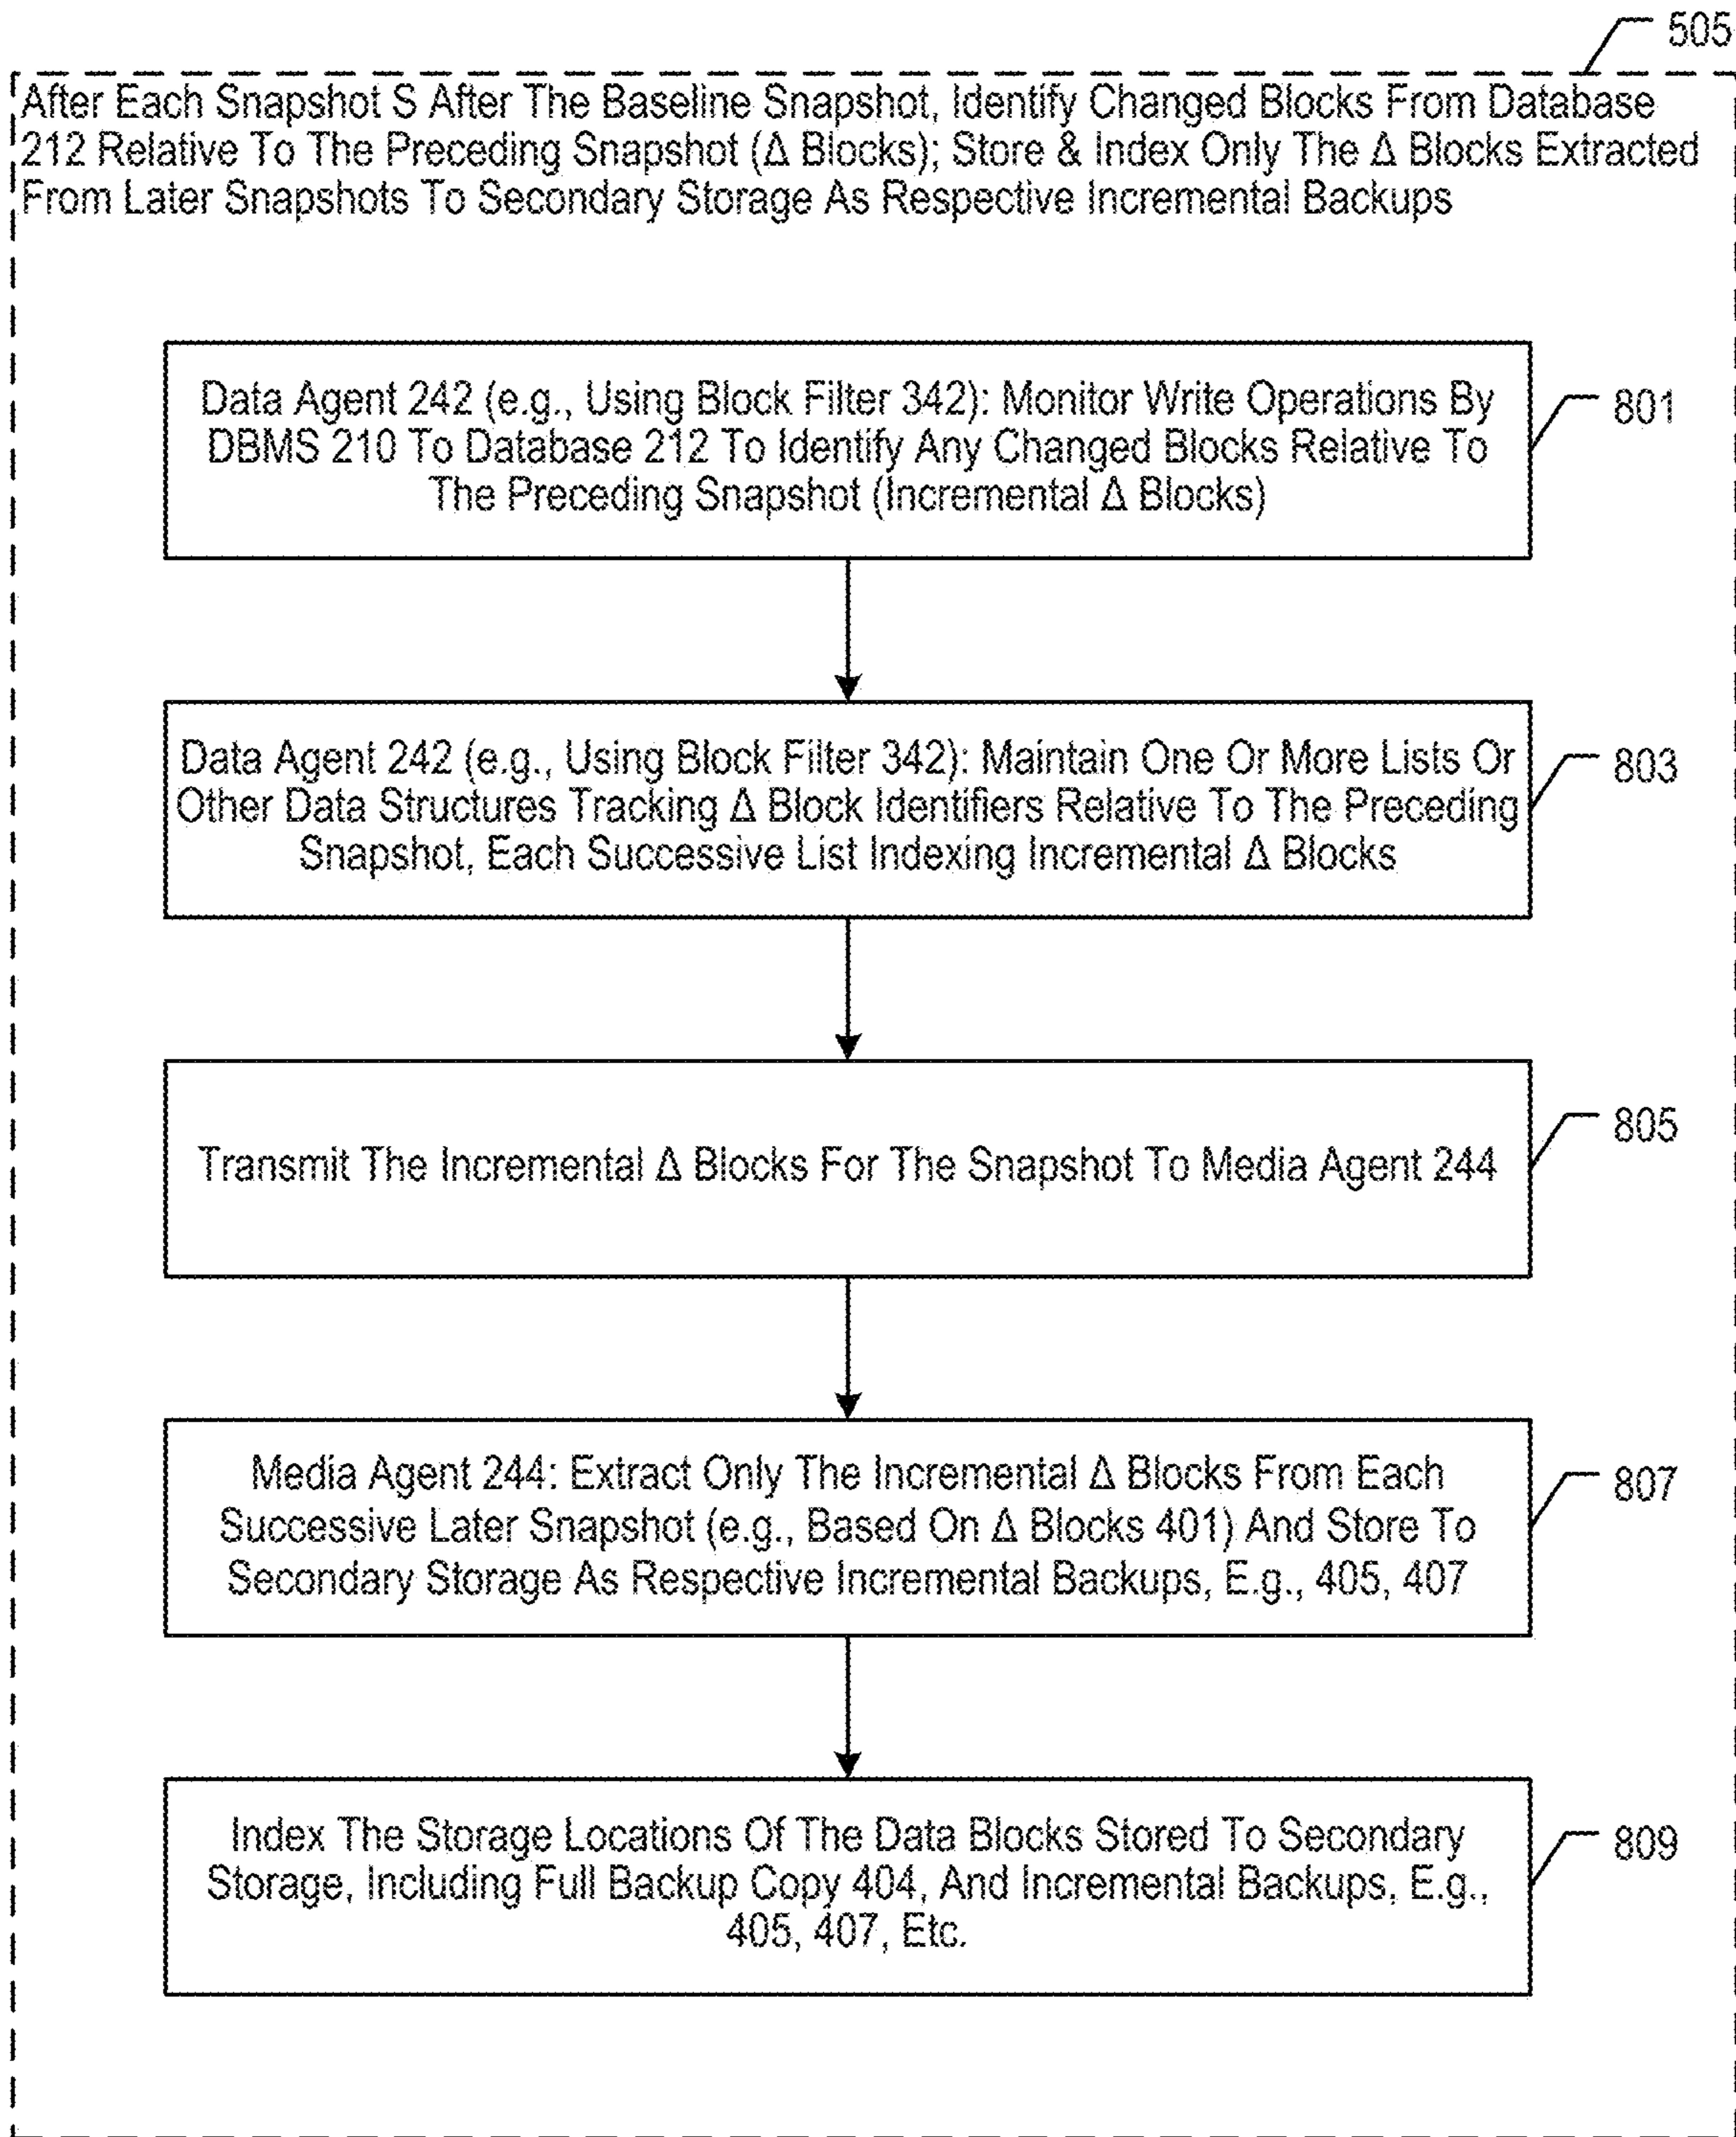 505
After Each Snapshot S After The Baseline Snapshot, Identify Changed Blocks From Database
212 Relative To The Preceding Snapshot (Δ Blocks); Store & Index Only The Δ Blocks Extracted
From Later Snapshots To Secondary Storage As Respective Incremental Backups
Data Agent 242 (e.g., Using Block Filter 342): Monitor Write Operations By
DBMS 210 To Database 212 To Identify Any Changed Blocks Relative To
The Preceding Snapshot (Incremental Δ Blocks)
801
Data Agent 242 (e.g., Using Block Filter 342): Maintain One Or More Lists Or
Other Data Structures Tracking Δ Block Identifiers Relative To The Preceding
Snapshot, Each Successive List Indexing Incremental Δ Blocks
803
Transmit The Incremental Δ Blocks For The Snapshot To Media Agent 244
805
Media Agent 244: Extract Only The Incremental Δ Blocks From Each
Successive Later Snapshot (e.g., Based On Δ Blocks 401) And Store To
Secondary Storage As Respective Incremental Backups, E.g., 405, 407
807
Index The Storage Locations Of The Data Blocks Stored To Secondary
Storage, Including Full Backup Copy 404, And Incremental Backups, E.g.,
405, 407, Etc.
809